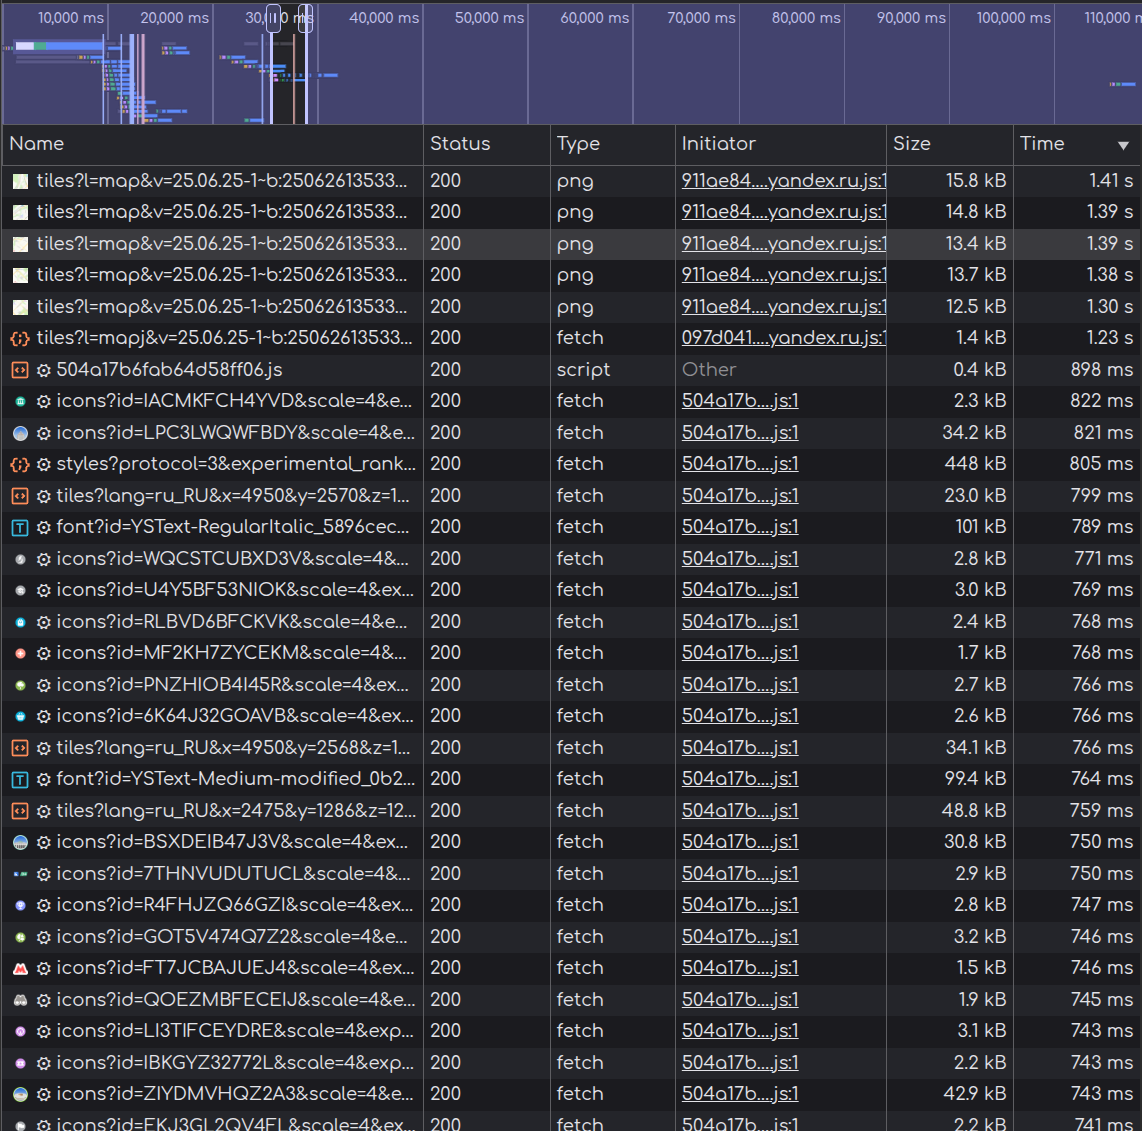 10,000 ms 20,000 ms 30,000 ms 40,000 ms 50,000 ms 60,000 ms 70,000 ms 80,000 ms 90,000 ms 100,000 ms 110,000 m
Name Status Type Initiator Size Time
tiles?l=map&v=25.06.25-1~b:25062613533... 200 png 911ae84....yandex.ru.js:1 15.8 kB 1.41 s
tiles?l=map&v=25.06.25-1~b:25062613533... 200 png 911ae84....yandex.ru.js:1 14.8 kB 1.39 s
tiles?l=map&v=25.06.25-1~b:25062613533... 200 png 911ae84....yandex.ru.js:1 13.4 kB 1.39 s
tiles?l=map&v=25.06.25-1~b:25062613533... 200 png 911ae84....yandex.ru.js:1 13.7 kB 1.38 s
tiles?l=map&v=25.06.25-1~b:25062613533... 200 png 911ae84....yandex.ru.js:1 12.5 kB 1.30 s
tiles?l=mapj&v=25.06.25-1~b:25062613533... 200 fetch 097d041....yandex.ru.js:1 1.4 kB 1.23 s
504a17b6fab64d58ff06.js 200 script Other 0.4 kB 898 ms
icons?id=IACMKFCH4YVD&scale=4&e... 200 fetch 504a17b....js:1 2.3 kB 822 ms
icons?id=LPC3LWQWFBDY&scale=4&e... 200 fetch 504a17b....js:1 34.2 kB 821 ms
styles?protocol=3&experimental_rank... 200 fetch 504a17b....js:1 448 kB 805 ms
tiles?lang=ru_RU&x=4950&y=2570&z=1... 200 fetch 504a17b....js:1 23.0 kB 799 ms
font?id=YSText-RegularItalic_5896cec... 200 fetch 504a17b....js:1 101 kB 789 ms
icons?id=WQCSTCUBXD3V&scale=4&... 200 fetch 504a17b....js:1 2.8 kB 771 ms
icons?id=U4Y5BF53NIOK&scale=4&ex... 200 fetch 504a17b....js:1 3.0 kB 769 ms
icons?id=RLBVD6BFCKVK&scale=4&e... 200 fetch 504a17b....js:1 2.4 kB 768 ms
icons?id=MF2KH7ZYCEKM&scale=4&... 200 fetch 504a17b....js:1 1.7 kB 768 ms
icons?id=PNZHIOB4I45R&scale=4&ex... 200 fetch 504a17b....js:1 2.7 kB 766 ms
icons?id=6K64J32GOAVB&scale=4&ex... 200 fetch 504a17b....js:1 2.6 kB 766 ms
tiles?lang=ru_RU&x=4950&y=2568&z=1... 200 fetch 504a17b....js:1 34.1 kB 766 ms
font?id=YSText-Medium-modified_0b2... 200 fetch 504a17b....js:1 99.4 kB 764 ms
tiles?lang=ru_RU&x=2475&y=1286&z=12... 200 fetch 504a17b....js:1 48.8 kB 759 ms
icons?id=BSXDEIB47J3V&scale=4&ex... 200 fetch 504a17b....js:1 30.8 kB 750 ms
icons?id=7THNVUDUTUCL&scale=4&... 200 fetch 504a17b....js:1 2.9 kB 750 ms
icons?id=R4FHJZQ66GZI&scale=4&ex... 200 fetch 504a17b....js:1 2.8 kB 747 ms
icons?id=GOT5V474Q7Z2&scale=4&e... 200 fetch 504a17b....js:1 3.2 kB 746 ms
icons?id=FT7JCBAJUEJ4&scale=4&ex... 200 fetch 504a17b....js:1 1.5 kB 746 ms
icons?id=QOEZMBFECEIJ&scale=4&e... 200 fetch 504a17b....js:1 1.9 kB 745 ms
icons?id=LI3TIFCEYDRE&scale=4&exp... 200 fetch 504a17b....js:1 3.1 kB 743 ms
icons?id=IBKGYZ32772L&scale=4&exp... 200 fetch 504a17b....js:1 2.2 kB 743 ms
icons?id=ZIYDMVHQZ2A3&scale=4&e... 200 fetch 504a17b....js:1 42.9 kB 743 ms
icons?id=EKJ3GL2QV4FL&scale=4&ex... 200 fetch 504a17b....js:1 2.2 kB 741 ms